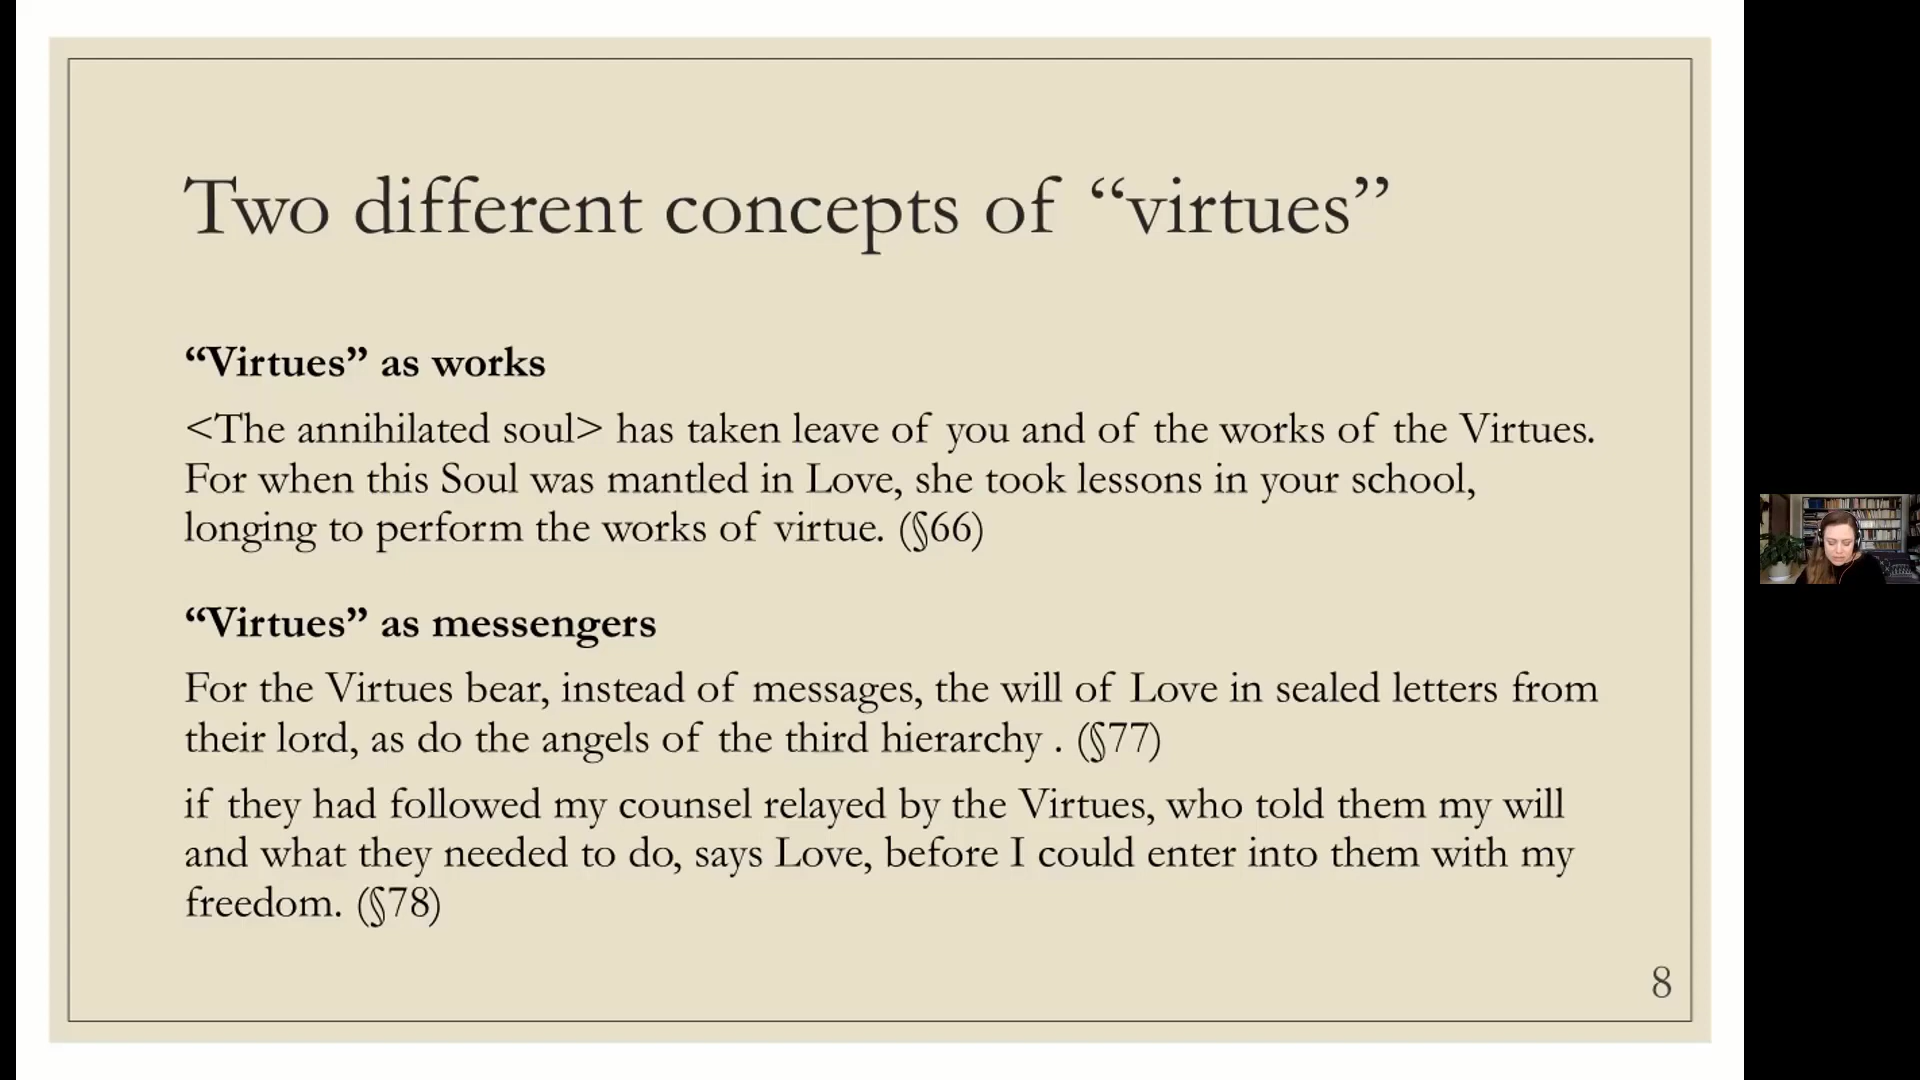 Two different concepts of “virtues”
“Virtues” as works
<The annihilated soul> has taken leave of you and of the works of the Virtues.
For when this Soul was mantled in Love, she took lessons in your school,
longing to perform the works of virtue. (§66)
“Virtues” as messengers
For the Virtues bear, instead of messages, the will of Love in sealed letters from
their lord, as do the angels of the third hierarchy . (§77)
if they had followed my counsel relayed by the Virtues, who told them my will
and what they needed to do, says Love, before I could enter into them with my
freedom. (§78)
8